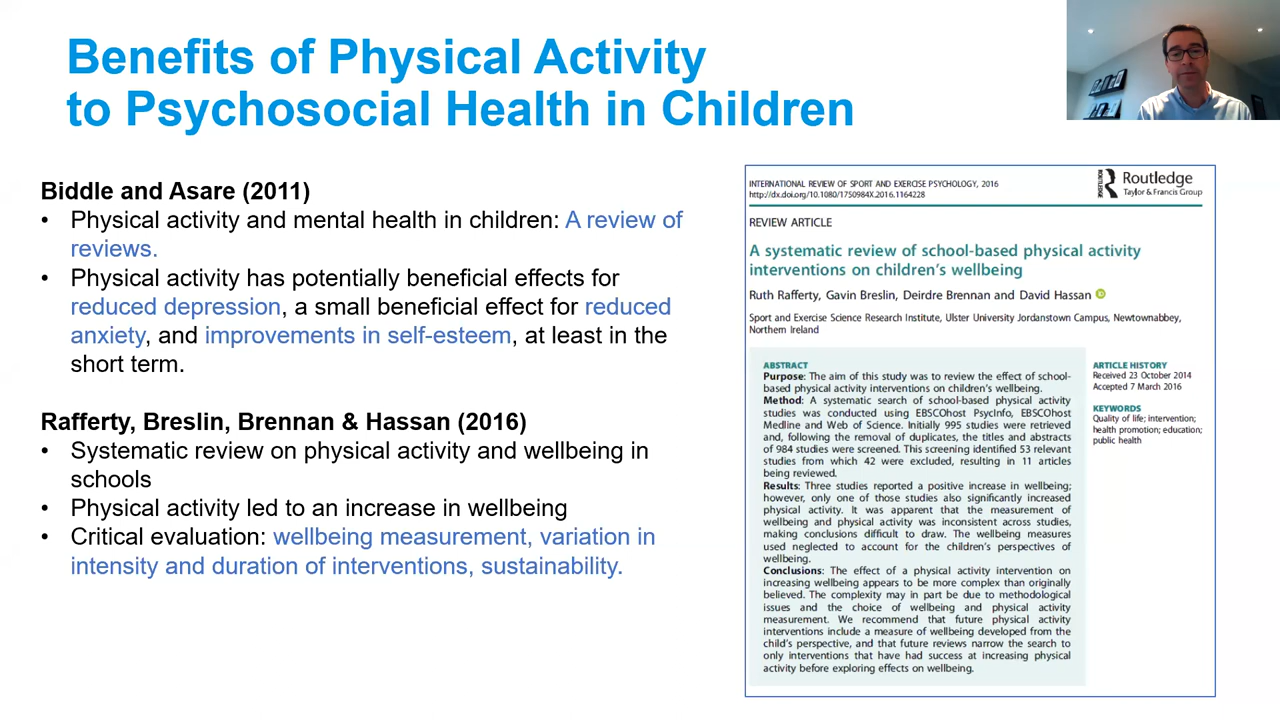 Benefits of Physical Activity
to Psychosocial Health in Children
Biddle and Asare (2011)
• Physical activity and mental health in children: A review of
reviews.
• Physical activity has potentially beneficial effects for
reduced depression, a small beneficial effect for reduced
anxiety, and improvements in self-esteem, at least in the
short term.
Rafferty, Breslin, Brennan & Hassan (2016)
• Systematic review on physical activity and wellbeing in
schools
• Physical activity led to an increase in wellbeing
• Critical evaluation: wellbeing measurement, variation in
intensity and duration of interventions, sustainability.
INTERNATIONAL REVIEW OF SPORT AND EXERCISE PSYCHOLOGY, 2016
http://dx.doi.org/10.1080/1750984X.2016.1164228
ROUTLEDGE
Routledge
Taylor & Francis Group
REVIEW ARTICLE
A systematic review of school-based physical activity
interventions on children's wellbeing
Ruth Rafferty, Gavin Breslin, Deirdre Brennan and David Hassan
Sport and Exercise Science Research Institute, Ulster University Jordanstown Campus, Newtownabbey,
Northern Ireland
ABSTRACT
Purpose: The aim of this study was to review the effect of school-
based physical activity interventions on children's wellbeing.
Method: A systematic search of school-based physical activity
studies was conducted using EBSCOhost PsycInfo, EBSCOhost
Medline and Web of Science. Initially 995 studies were retrieved
and, following the removal of duplicates, the titles and abstracts
of 984 studies were screened. This screening identified 53 relevant
studies from which 42 were excluded, resulting in 11 articles
being reviewed.
Results: Three studies reported a positive increase in wellbeing;
however, only one of those studies also significantly increased
physical activity. It was apparent that the measurement of
wellbeing and physical activity was inconsistent across studies,
making conclusions difficult to draw. The wellbeing measures
used neglected to account for the children's perspectives of
wellbeing.
Conclusions: The effect of a physical activity intervention on
increasing wellbeing appears to be more complex than originally
believed. The complexity may in part be due to methodological
issues and the choice of wellbeing and physical activity
measurement. We recommend that future physical activity
interventions include a measure of wellbeing developed from the
child's perspective, and that future reviews narrow the search to
only interventions that have had success at increasing physical
activity before exploring effects on wellbeing.
ARTICLE HISTORY
Received 23 October 2014
Accepted 7 March 2016
KEYWORDS
Quality of life; intervention;
health promotion; education;
public health